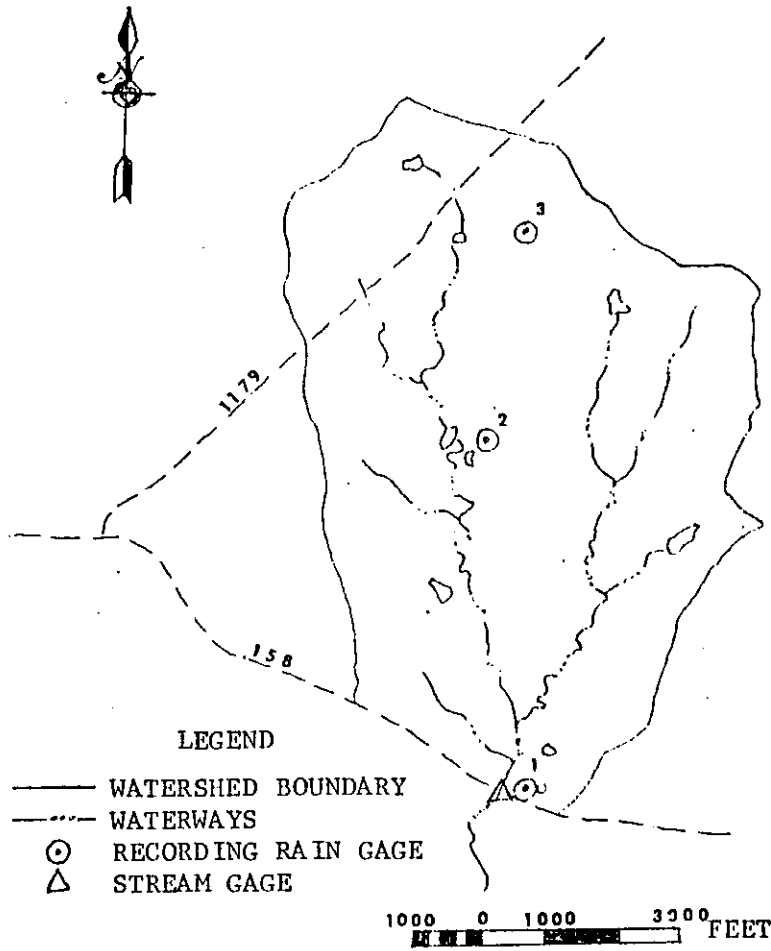 N
3
2
1179
158
1
LEGEND
WATERSHED BOUNDARY
WATERWAYS
RECORDING RAIN GAGE
STREAM GAGE
1000 0 1000 3000 FEET